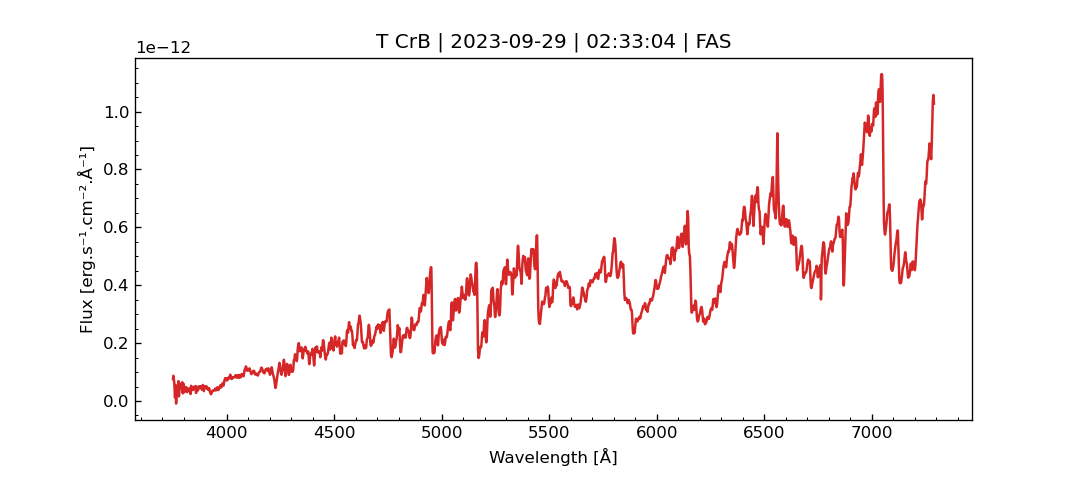 T CrB | 2023-09-29 | 02:33:04 | FAS
1e−12
1.0
0.8
0.6
0.4
0.2
0.0
Flux [erg.s⁻¹.cm⁻².Å⁻¹]
4000 4500 5000 5500 6000 6500 7000
Wavelength [Å]